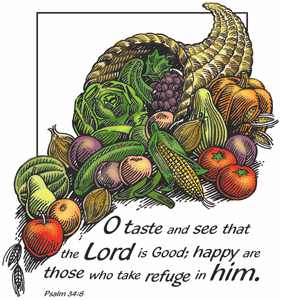 O taste and see that
the Lord is Good; happy are
those who take refuge in him.
Psalm 34:8